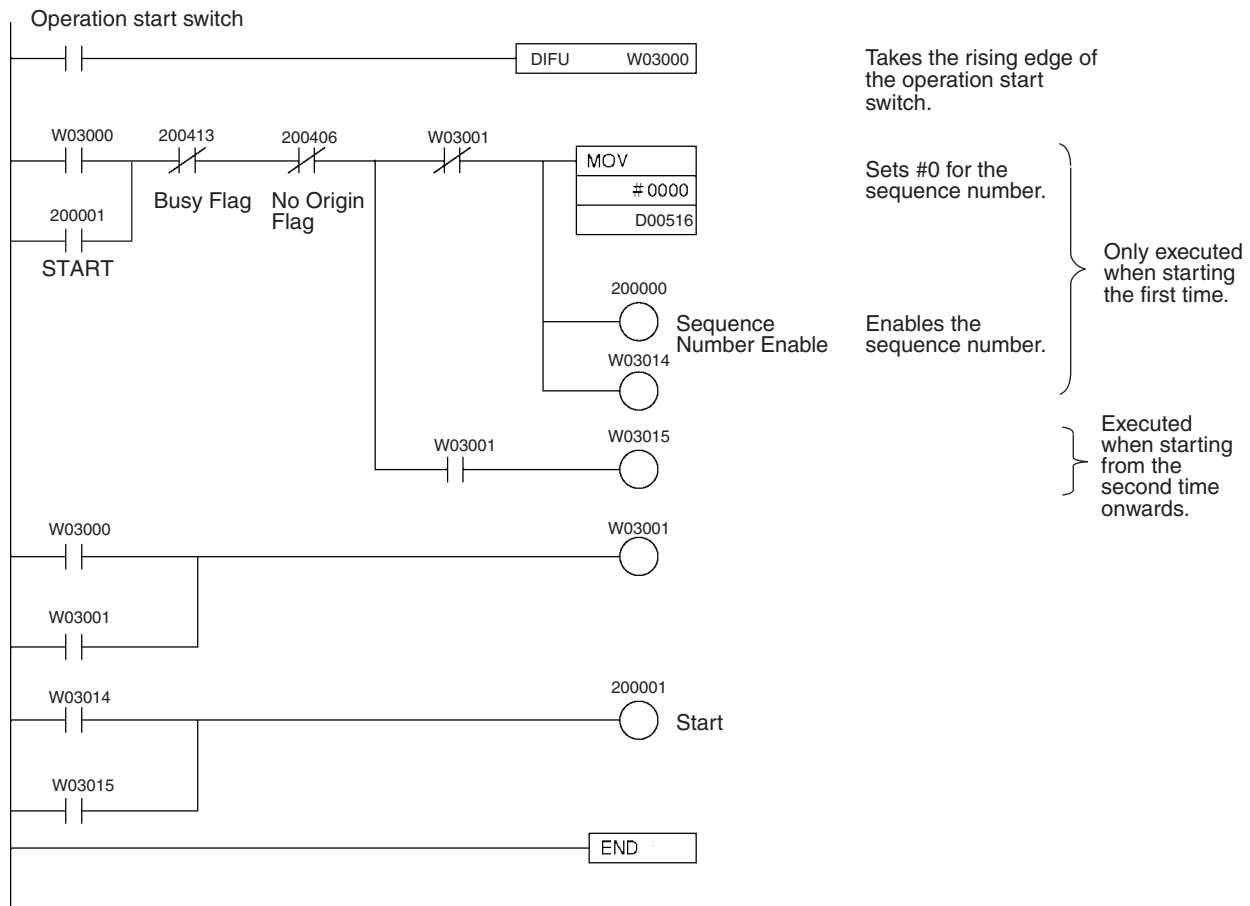 Operation start switch
DIFU W03000
Takes the rising edge of
the operation start
switch.
W03000
200413
200406
W03001
MOV
#0000
D00516
Busy Flag
No Origin
Flag
200001
START
Sets #0 for the
sequence number.
Only executed
when starting
the first time.
200000
Sequence
Number Enable
Enables the
sequence number.
W03014
W03001
W03015
Executed
when starting
from the
second time
onwards.
W03000
W03001
W03001
W03014
200001
Start
W03015
END